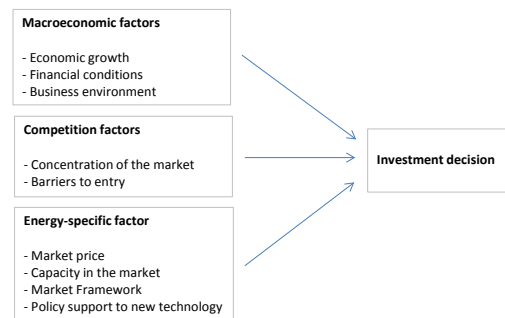 Macroeconomic factors
- Economic growth
- Financial conditions
- Business environment
Competition factors
- Concentration of the market
- Barriers to entry
Energy-specific factor
- Market price
- Capacity in the market
- Market Framework
- Policy support to new technology
Investment decision